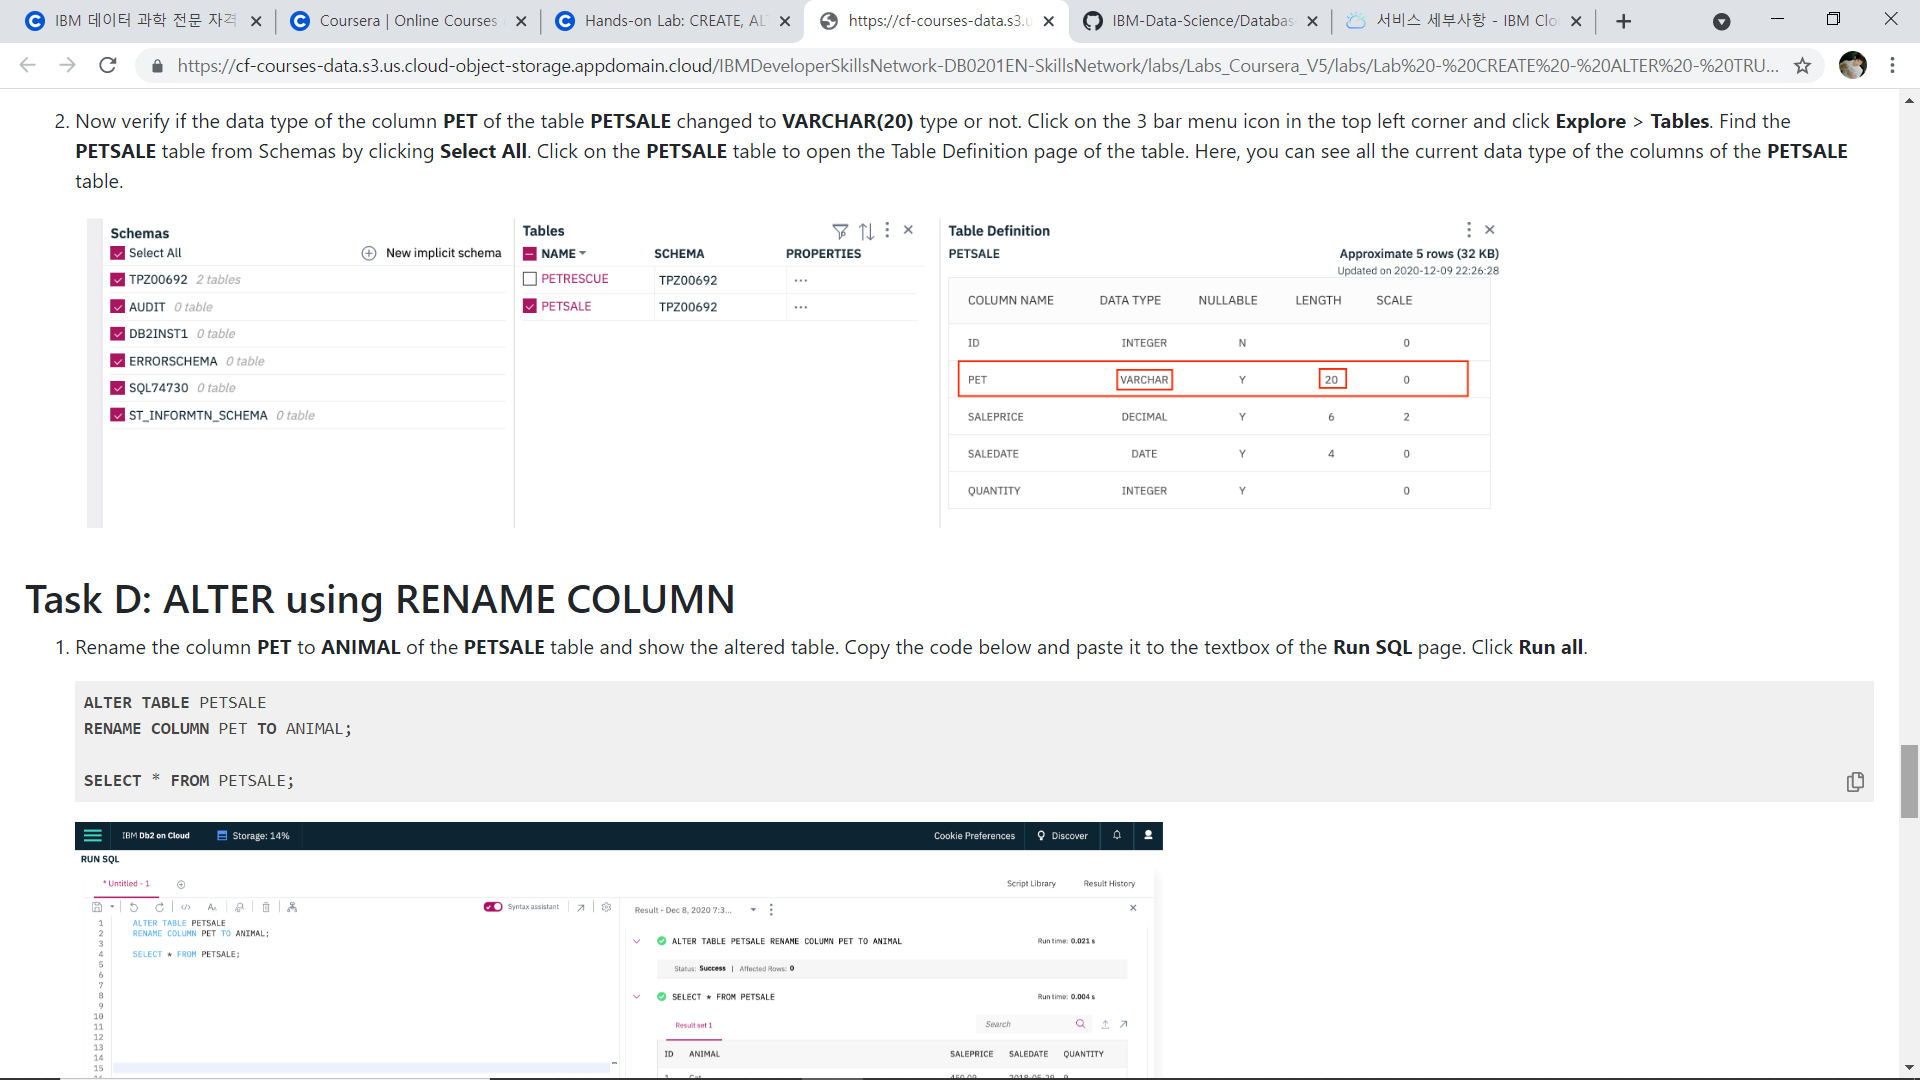 IBM 데이터 과학 전문 자격
Coursera | Online Courses
Hands-on Lab: CREATE, AL
https://cf-courses-data.s3.u
IBM-Data-Science/Databas
서비스 세부사항 - IBM Clo
https://cf-courses-data.s3.us.cloud-object-storage.appdomain.cloud/IBMDeveloperSkillsNetwork-DB0201EN-SkillsNetwork/labs/Labs_Coursera_V5/labs/Lab%20-%20CREATE%20-%20ALTER%20-%20TRU...
2. Now verify if the data type of the column PET of the table PETSALE changed to VARCHAR(20) type or not. Click on the 3 bar menu icon in the top left corner and click Explore > Tables. Find the
PETSALE table from Schemas by clicking Select All. Click on the PETSALE table to open the Table Definition page of the table. Here, you can see all the current data type of the columns of the PETSALE
table.
Schemas
Select All New implicit schema
TPZ00692 2 tables
AUDIT 0 table
DB2INST1 0 table
ERRORSCHEMA 0 table
SQL74730 0 table
ST_INFORMTN_SCHEMA 0 table
Tables
NAME SCHEMA PROPERTIES
PETRESCUE TPZ00692 ...
PETSALE TPZ00692 ...
Table Definition
PETSALE Approximate 5 rows (32 KB)
Updated on 2020-12-09 22:26:28
COLUMN NAME DATA TYPE NULLABLE LENGTH SCALE
ID INTEGER N 0
PET VARCHAR Y 20 0
SALEPRICE DECIMAL Y 6 2
SALEDATE DATE Y 4 0
QUANTITY INTEGER Y 0
Task D: ALTER using RENAME COLUMN
1. Rename the column PET to ANIMAL of the PETSALE table and show the altered table. Copy the code below and paste it to the textbox of the Run SQL page. Click Run all.
ALTER TABLE PETSALE
RENAME COLUMN PET TO ANIMAL;
SELECT * FROM PETSALE;
IBM Db2 on Cloud Storage: 14% Cookie Preferences Discover
RUN SQL
* Untitled - 1 Script Library Result History
Syntax assistant
1 ALTER TABLE PETSALE
2 RENAME COLUMN PET TO ANIMAL;
3
4 SELECT * FROM PETSALE;
5
6
7
8
9
10
11
12
13
14
15
Result - Dec 8, 2020 7:3...
ALTER TABLE PETSALE RENAME COLUMN PET TO ANIMAL Run time: 0.021 s
Status: Success | Affected Rows: 0
SELECT * FROM PETSALE Run time: 0.004 s
Result set 1 Search
ID ANIMAL SALEPRICE SALEDATE QUANTITY
1 Cat 450.09 2018-05-29 9